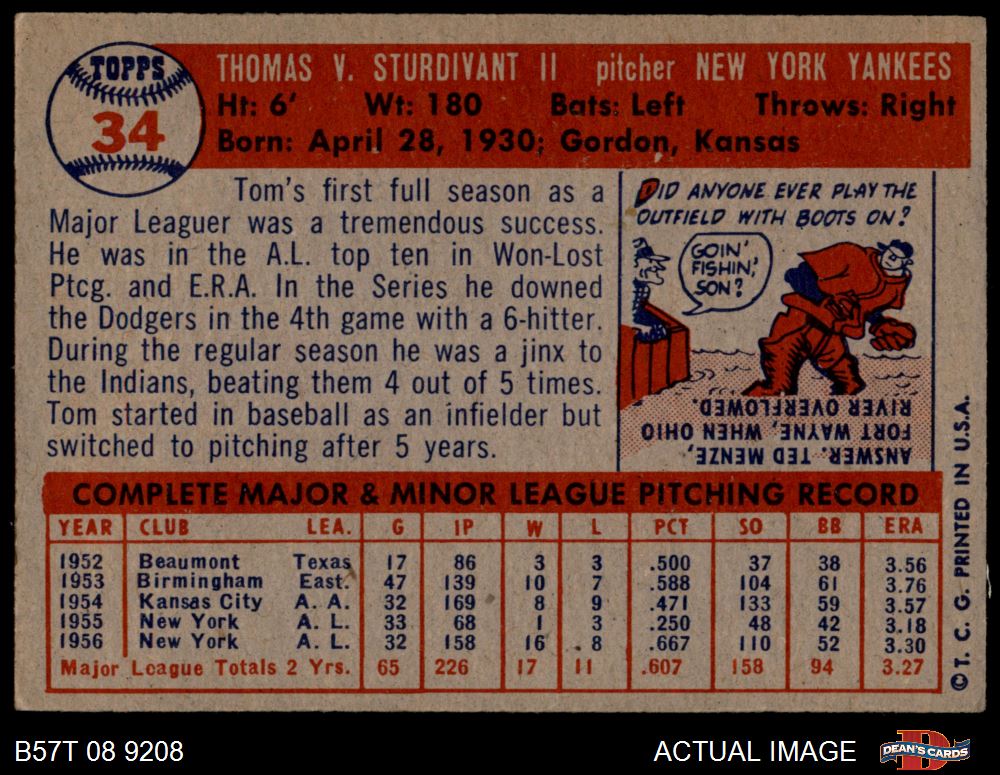 TOPPS
34
THOMAS V. STURDIVANT II pitcher NEW YORK YANKEES
Ht: 6' Wt: 180 Bats: Left Throws: Right
Born: April 28, 1930; Gordon, Kansas
Tom's first full season as a
Major Leaguer was a tremendous success.
He was in the A.L. top ten in Won-Lost
Ptcg. and E.R.A. In the Series he downed
the Dodgers in the 4th game with a 6-hitter.
During the regular season he was a jinx to
the Indians, beating them 4 out of 5 times.
Tom started in baseball as an infielder but
switched to pitching after 5 years.
DID ANYONE EVER PLAY THE
OUTFIELD WITH BOOTS ON?
GOIN'
FISHIN',
SON?
ANSWER. TED MENZE,
FORT WAYNE, WHEN OHIO
RIVER OVERFLOWED.
COMPLETE MAJOR & MINOR LEAGUE PITCHING RECORD
YEAR CLUB LEA. G IP W L PCT SO BB ERA
1952 Beaumont Texas 17 86 3 3 .500 37 38 3.56
1953 Birmingham East. 47 139 10 7 .588 104 61 3.76
1954 Kansas City A. A. 32 169 8 9 .471 133 59 3.57
1955 New York A. L. 33 68 1 3 .250 48 42 3.18
1956 New York A. L. 32 158 16 8 .667 110 52 3.30
Major League Totals 2 Yrs. 65 226 17 11 .607 158 94 3.27
© T. C. G. PRINTED IN U.S.A.
B57T 08 9208
ACTUAL IMAGE
DEAN'S CARDS